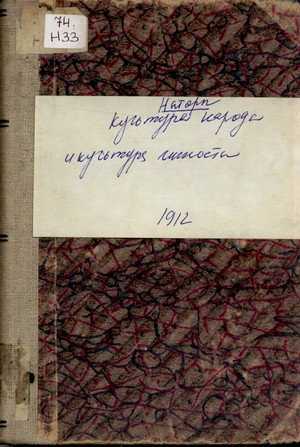 74.
Н33
Наторп
Культура народа
и культура личности
1912